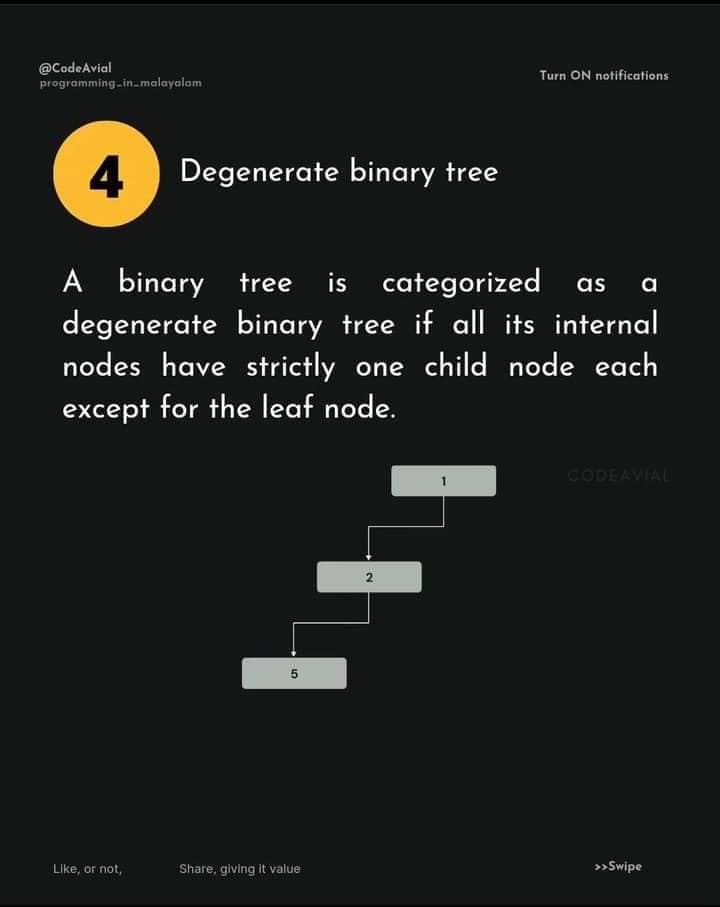 @CodeAvial
programming_in_malayalam
Turn ON notifications
4
Degenerate binary tree
A binary tree is categorized as a
degenerate binary tree if all its internal
nodes have strictly one child node each
except for the leaf node.
CODEAVIAL
1
2
5
Like, or not,
Share, giving it value
>>Swipe